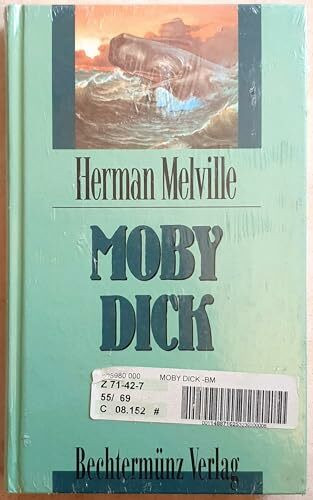 Herman Melville
MOBY
DICK
MOBY DICK -BM
Z 71-42-7
55/ 69
C 08.152 #
Bechtermünz Verlag